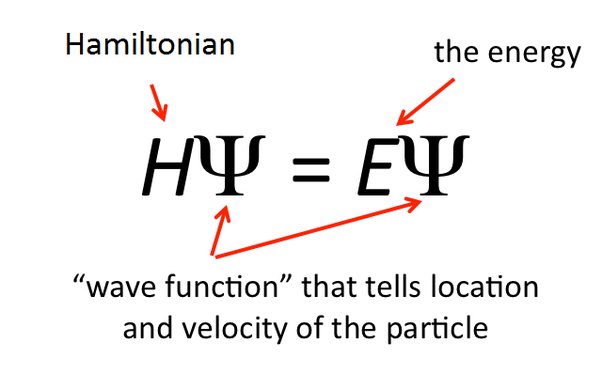 Hamiltonian
the energy
HΨ = EΨ
“wave function” that tells location
and velocity of the particle